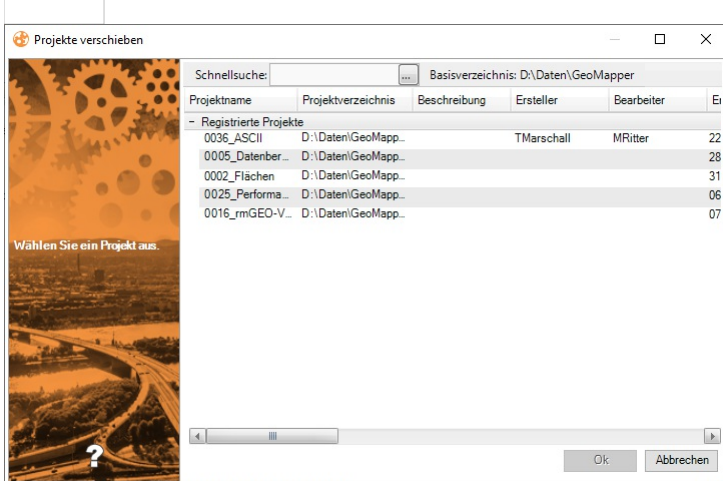 Projekte verschieben
Schnellsuche: ... Basisverzeichnis: D:\Daten\GeoMapper
Projektname Projektverzeichnis Beschreibung Ersteller Bearbeiter
− Registrierte Projekte
0036_ASCII D:\Daten\GeoMapp... TMarschall MRitter 22
0005_Datenber... D:\Daten\GeoMapp... 28
0002_Flächen D:\Daten\GeoMapp... 31
0025_Performa... D:\Daten\GeoMapp... 06
0016_rmGEO-V... D:\Daten\GeoMapp... 07
Wählen Sie ein Projekt aus.
?
Ok Abbrechen